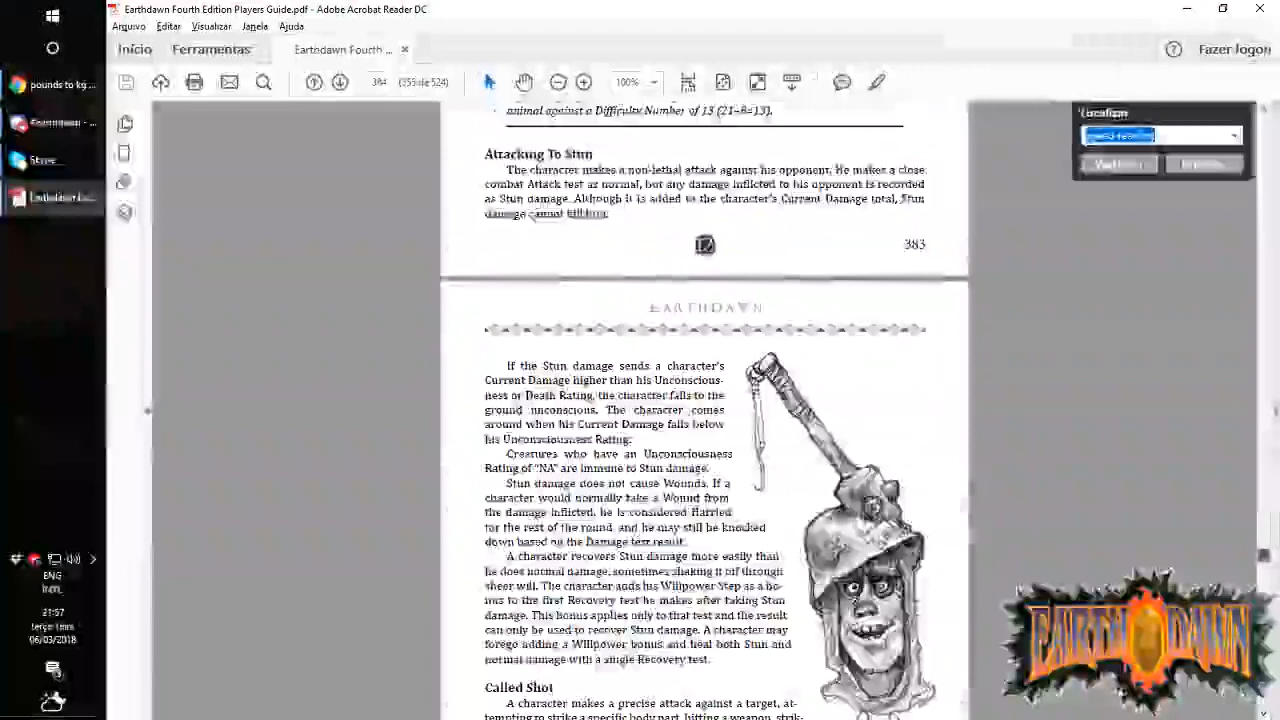 Earthdawn Fourth Edition Players Guide.pdf - Adobe Acrobat Reader DC
Arquivo Editar Visualizar Janela Ajuda
Início Ferramentas Earthdawn Fourth ... × Fazer logon
384 (355 de 524) 100%
pounds to kg ...
Skype
animal against a Difficulty Number of 13 (21–8=13).
Attacking To Stun
The character makes a non-lethal attack against his opponent. He makes a close
combat Attack test as normal, but any damage inflicted to his opponent is recorded
as Stun damage. Although it is added to the character's Current Damage total, Stun
damage cannot kill him.
383
EARTHDAWN
If the Stun damage sends a character's
Current Damage higher than his Unconscious-
ness or Death Rating, the character falls to the
ground unconscious. The character comes
around when his Current Damage falls below
his Unconsciousness Rating.
Creatures who have an Unconsciousness
Rating of "NA" are immune to Stun damage.
Stun damage does not cause Wounds. If a
character would normally take a Wound from
the damage inflicted, he is considered Harried
for the rest of the round, and he may still be knocked
down based on the Damage test result.
A character recovers Stun damage more easily than
he does normal damage, sometimes shaking it off through
sheer will. The character adds his Willpower Step as a bo-
nus to the first Recovery test he makes after taking Stun
damage. This bonus applies only to that test and the result
can only be used to recover Stun damage. A character may
forego adding a Willpower bonus and heal both Stun and
normal damage with a single Recovery test.
Called Shot
A character makes a precise attack against a target, at-
tempting to strike a specific body part, hitting a weapon, strik-
ENG
21:57
terça-feira
06/03/2018
EARTHDAWN